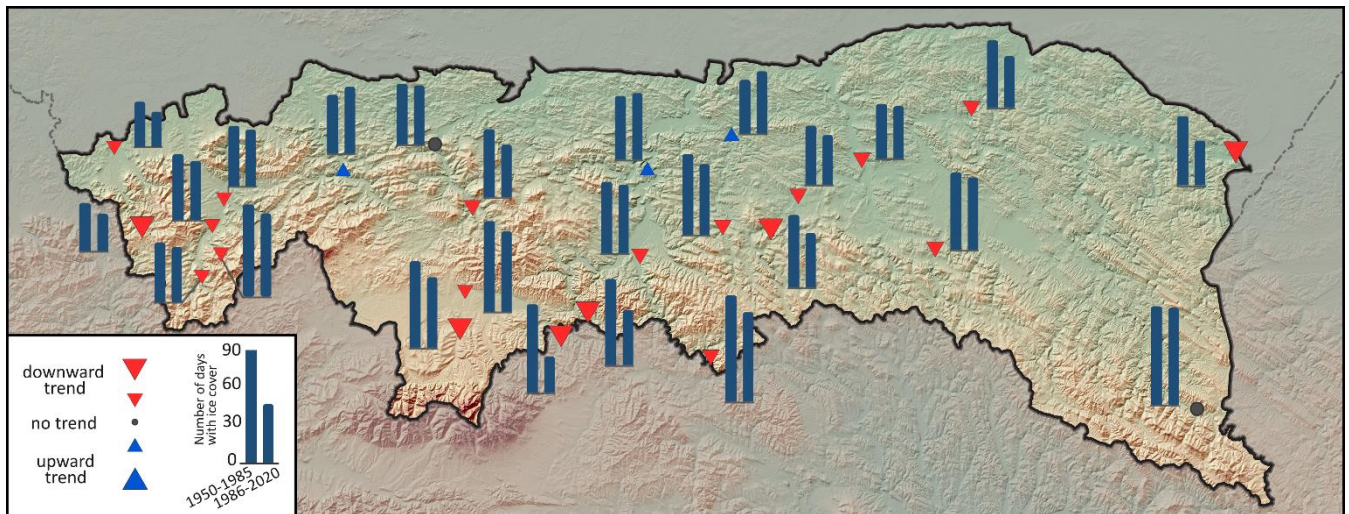 downward
trend
no trend
upward
trend
Number of days
with ice cover
90
60
30
0
1950-1985
1986-2020